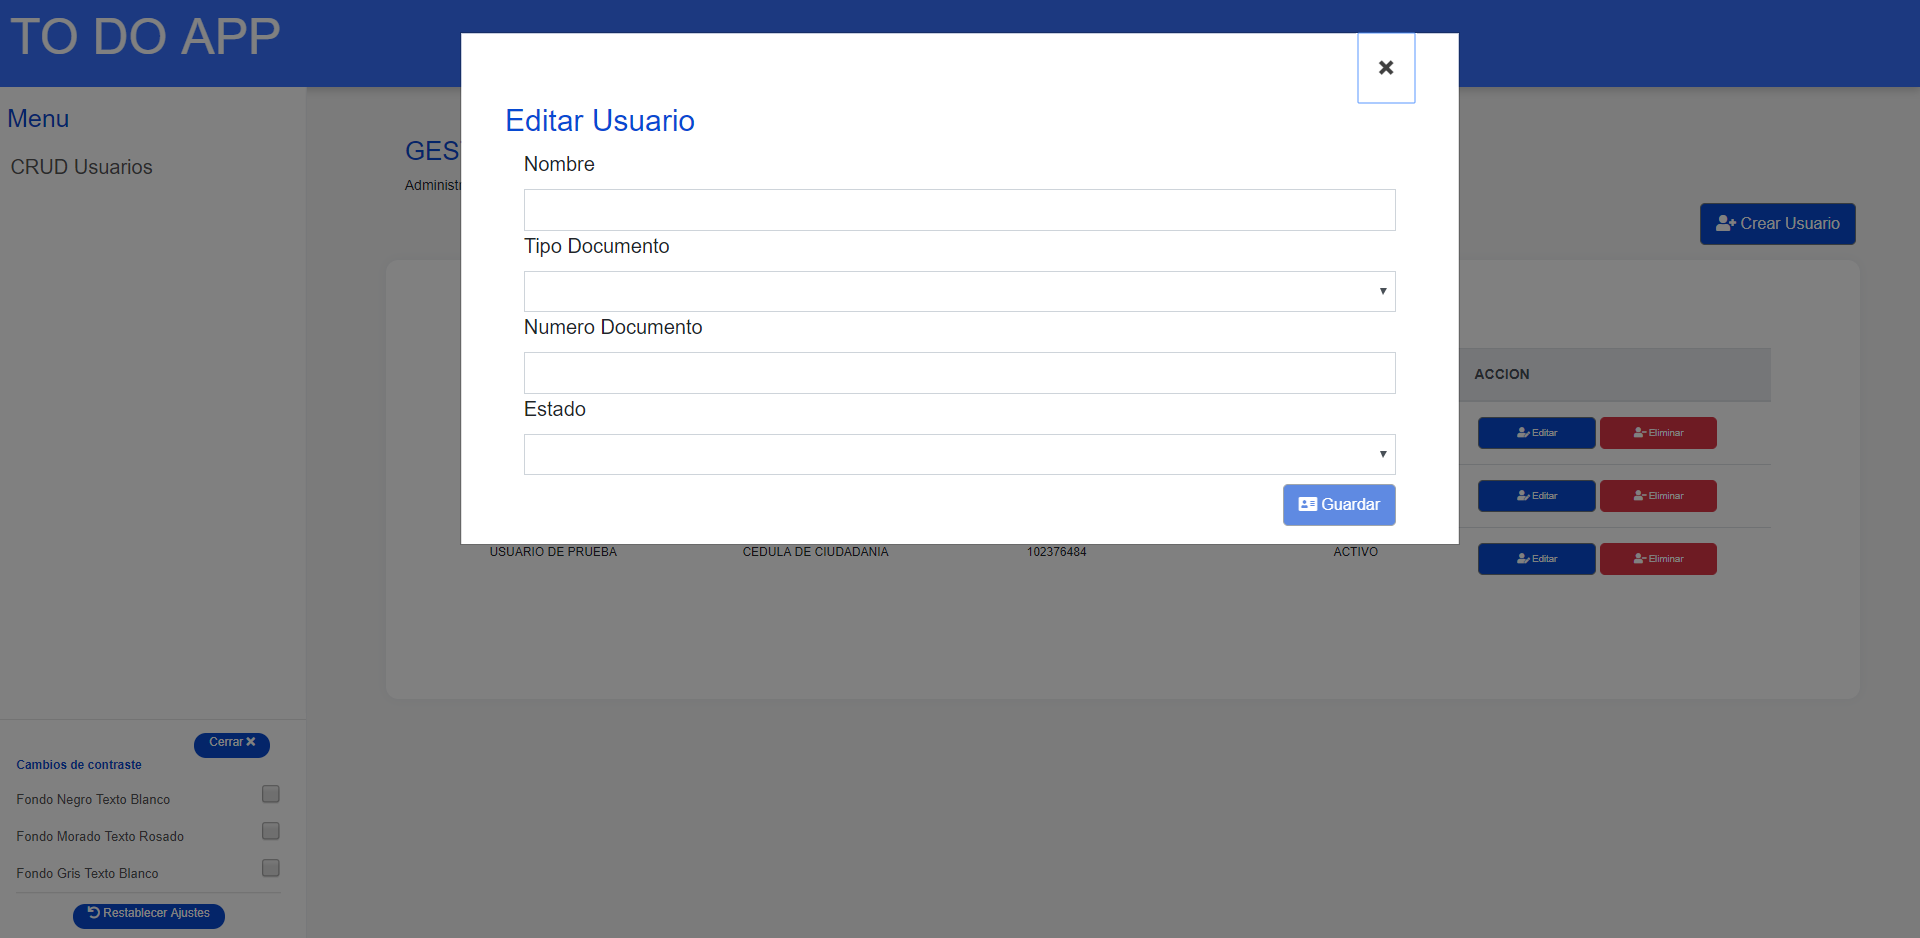 TO DO APP
Menu
CRUD Usuarios
GES
Administr
Crear Usuario
Editar Usuario
Nombre
Tipo Documento
Numero Documento
Estado
Guardar
ACCION
Editar Eliminar
Editar Eliminar
USUARIO DE PRUEBA CEDULA DE CIUDADANIA 102376484 ACTIVO Editar Eliminar
Cerrar
Cambios de contraste
Fondo Negro Texto Blanco
Fondo Morado Texto Rosado
Fondo Gris Texto Blanco
Restablecer Ajustes